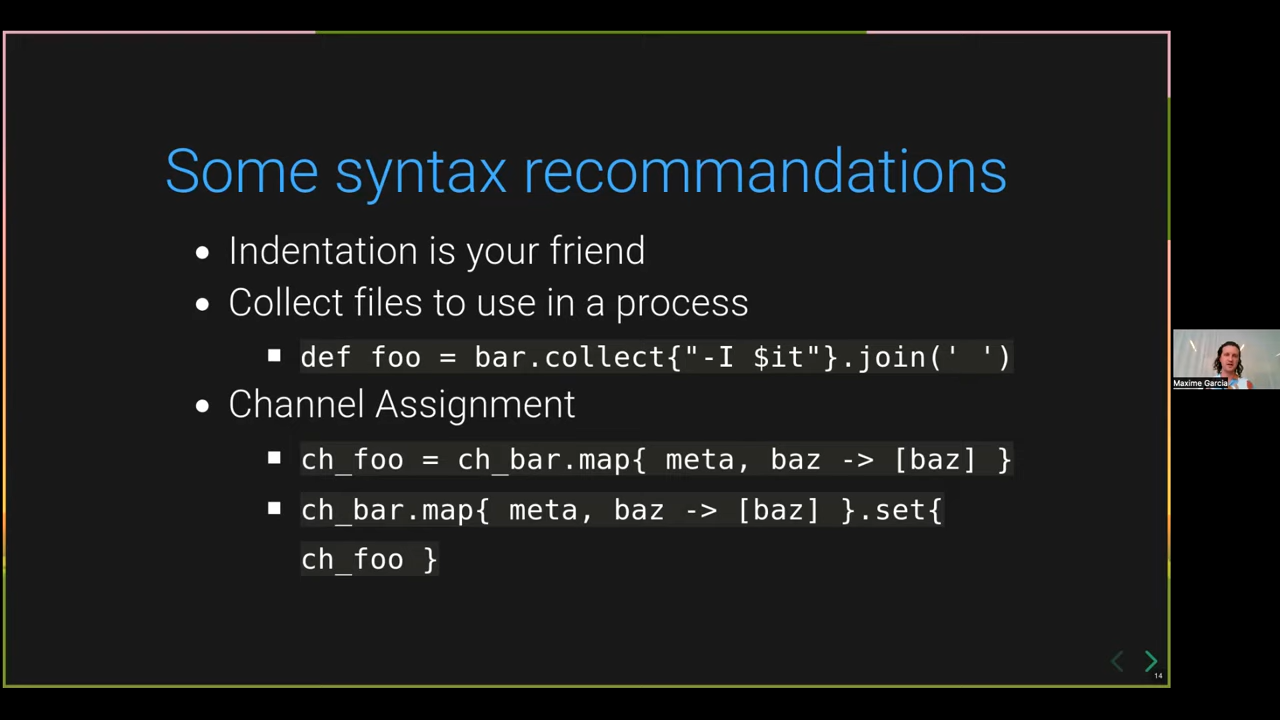 Some syntax recommandations
Indentation is your friend
Collect files to use in a process
def foo = bar.collect{"-I $it"}.join(' ')
Channel Assignment
ch_foo = ch_bar.map{ meta, baz -> [baz] }
ch_bar.map{ meta, baz -> [baz] }.set{
ch_foo }
Maxime Garcia
14